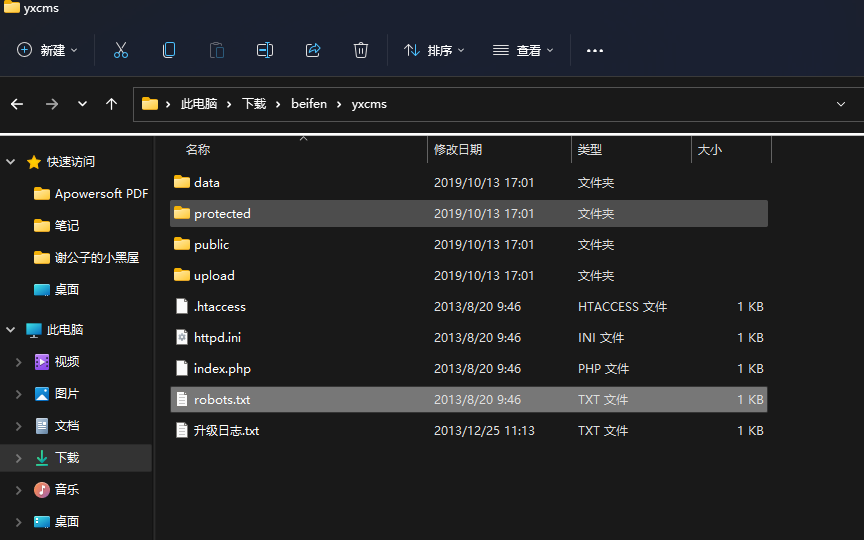 yxcms
新建 排序 查看
此电脑 下载 beifen yxcms
名称 修改日期 类型 大小
快速访问
Apowersoft PDF
笔记
谢公子的小黑屋
桌面
此电脑
视频
图片
文档
下载
音乐
桌面
data 2019/10/13 17:01 文件夹
protected 2019/10/13 17:01 文件夹
public 2019/10/13 17:01 文件夹
upload 2019/10/13 17:01 文件夹
.htaccess 2013/8/20 9:46 HTACCESS 文件 1 KB
httpd.ini 2013/8/20 9:46 INI 文件 1 KB
index.php 2013/8/20 9:46 PHP 文件 1 KB
robots.txt 2013/8/20 9:46 TXT 文件 1 KB
升级日志.txt 2013/12/25 11:13 TXT 文件 1 KB